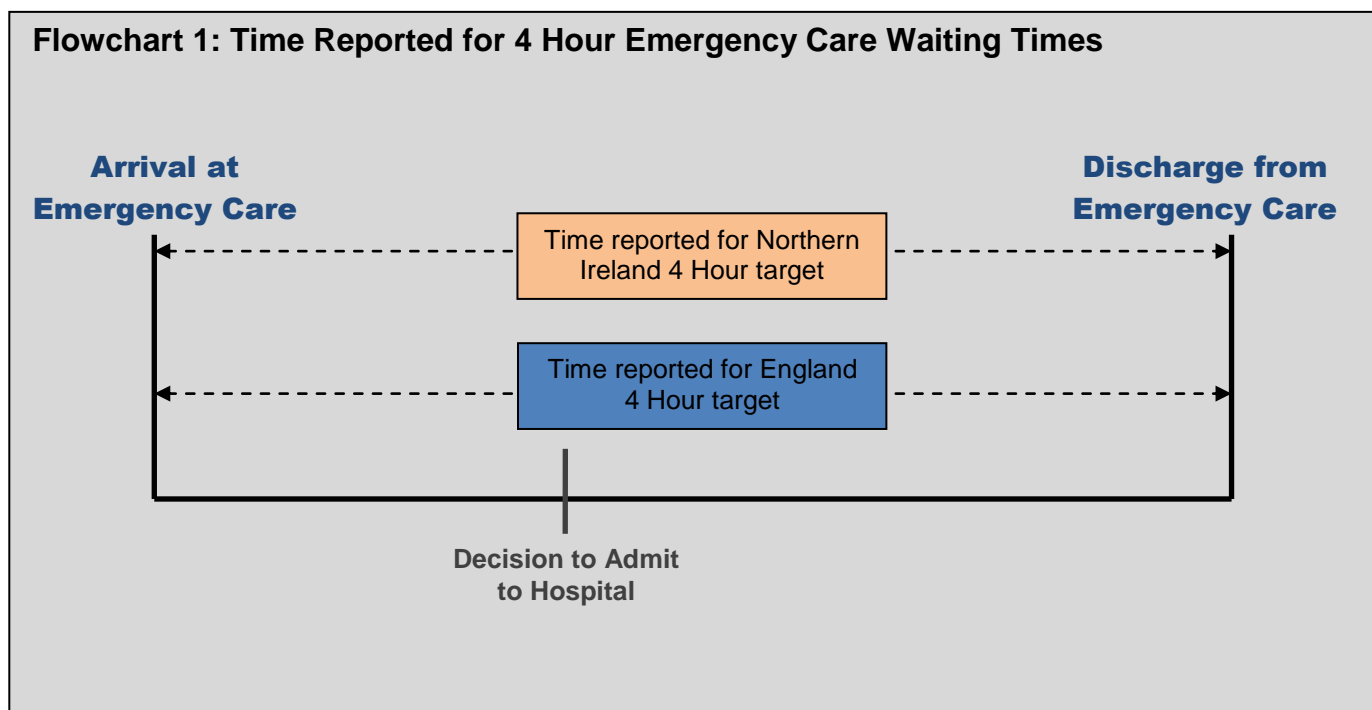 Flowchart 1: Time Reported for 4 Hour Emergency Care Waiting Times
Arrival at
Emergency Care
Discharge from
Emergency Care
Time reported for Northern
Ireland 4 Hour target
Time reported for England
4 Hour target
Decision to Admit
to Hospital